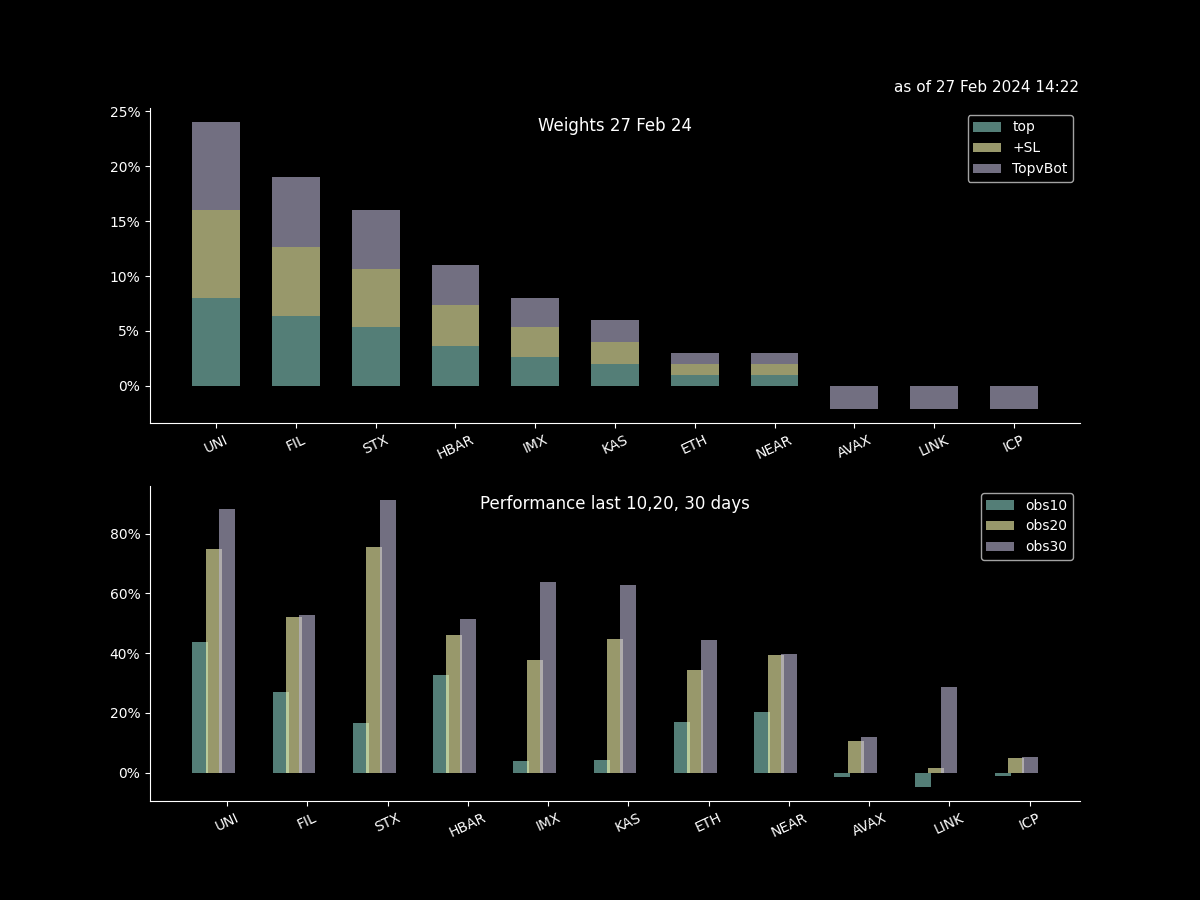 as of 27 Feb 2024 14:22
Weights 27 Feb 24
25%
20%
15%
10%
5%
0%
top
+SL
TopvBot
UNI FIL STX HBAR IMX KAS ETH NEAR AVAX LINK ICP
Performance last 10,20, 30 days
80%
60%
40%
20%
0%
obs10
obs20
obs30
UNI FIL STX HBAR IMX KAS ETH NEAR AVAX LINK ICP